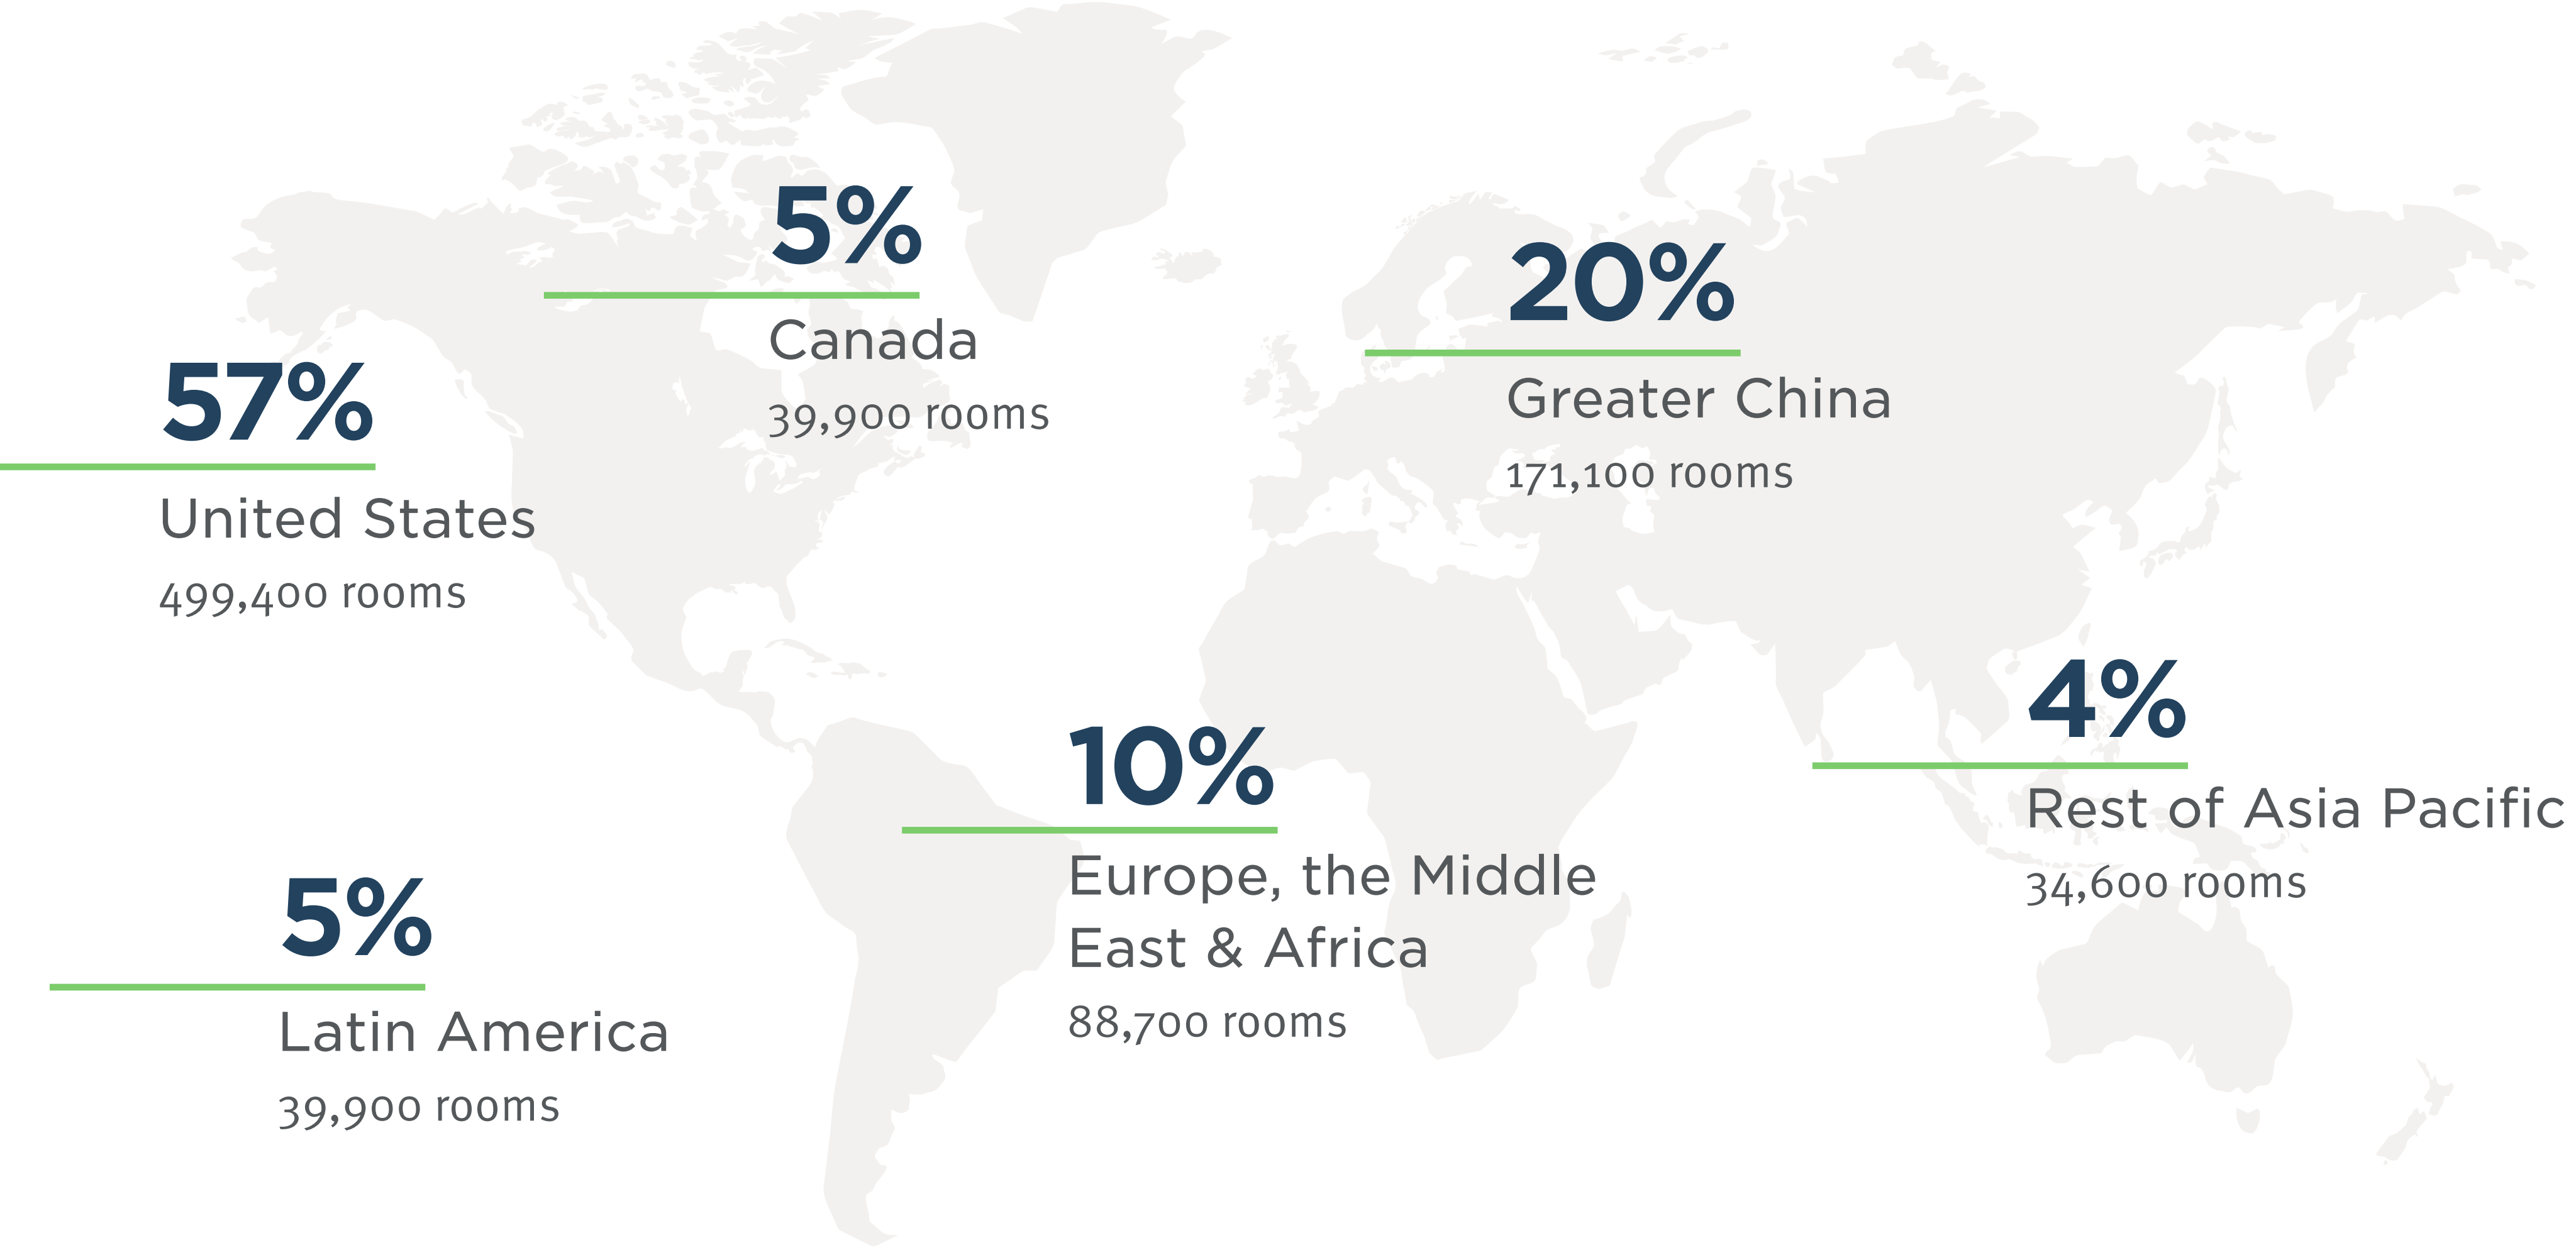 5%
Canada
39,900 rooms
20%
Greater China
171,100 rooms
57%
United States
499,400 rooms
4%
Rest of Asia Pacific
34,600 rooms
10%
Europe, the Middle
East & Africa
88,700 rooms
5%
Latin America
39,900 rooms